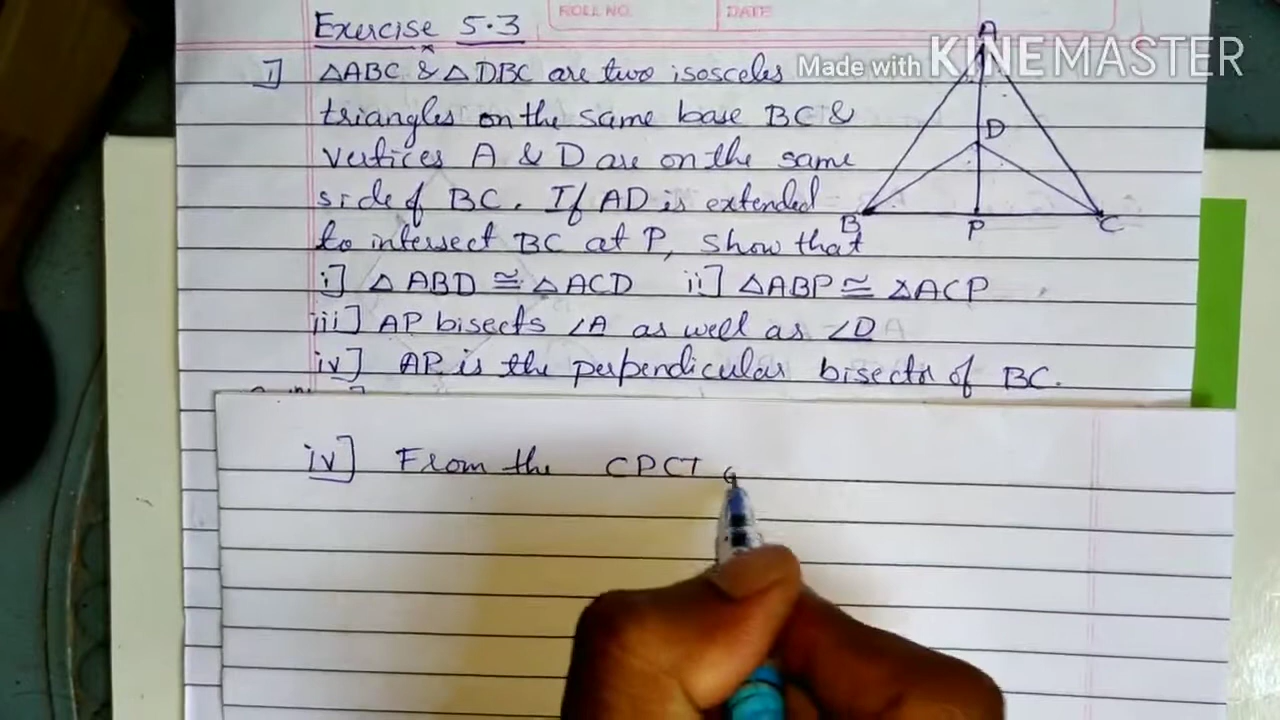 ROLL NO.
DATE
Exercise 5.3
Made with KINEMASTER
1] △ABC & △DBC are two isosceles
triangles on the same base BC &
vertices A & D are on the same
side of BC. If AD is extended
to intersect BC at P, show that
i] △ABD ≅ △ACD ii] △ABP ≅ △ACP
iii] AP bisects ∠A as well as ∠D
iv] AP is the perpendicular bisector of BC.
A
D
B
P
C
iv] From the CPCT